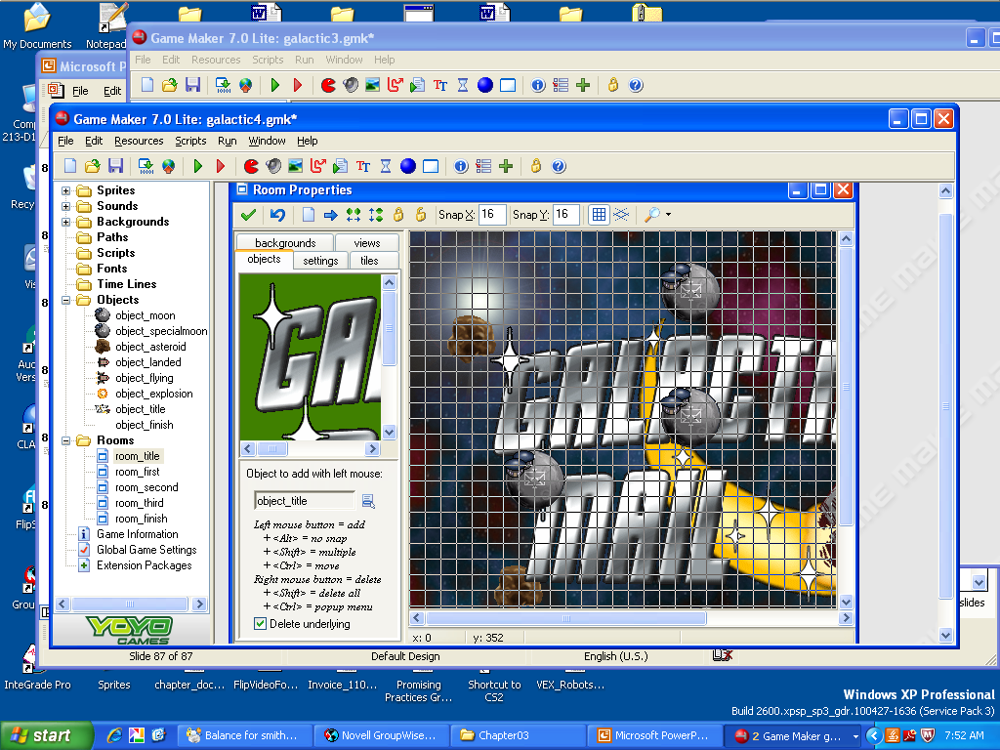 My Documents
Notepad
Game Maker 7.0 Lite: galactic3.gmk*
File Edit Resources Scripts Run Window Help
Microsoft P
File Edit
Comp
213-D1
Recy
Vis
Aud
Vers
CLA
FlipS
Grou
Game Maker 7.0 Lite: galactic4.gmk*
File Edit Resources Scripts Run Window Help
Sprites
Sounds
Backgrounds
Paths
Scripts
Fonts
Time Lines
Objects
object_moon
object_specialmoon
object_asteroid
object_landed
object_flying
object_explosion
object_title
object_finish
Rooms
room_title
room_first
room_second
room_third
room_finish
Game Information
Global Game Settings
Extension Packages
YOYO
GAMES
Room Properties
Snap X: 16 Snap Y: 16
backgrounds views
objects settings tiles
GA
Object to add with left mouse:
object_title
Left mouse button = add
+ <Alt> = no snap
+ <Shift> = multiple
+ <Ctrl> = move
Right mouse button = delete
+ <Shift> = delete all
+ <Ctrl> = popup menu
Delete underlying
GALACTI
MAIL
x: 0 y: 352
slides
Slide 87 of 87 Default Design English (U.S.)
InteGrade Pro
Sprites
chapter_doc...
FlipVideoFo...
Invoice_110...
Promising
Practices Gr...
Shortcut to
CS2
VEX_Robots...
Windows XP Professional
Build 2600.xpsp_sp3_gdr.100427-1636 (Service Pack 3)
start
Balance for smith...
Novell GroupWise...
Chapter03
Microsoft PowerP...
2 Game Maker g...
7:52 AM